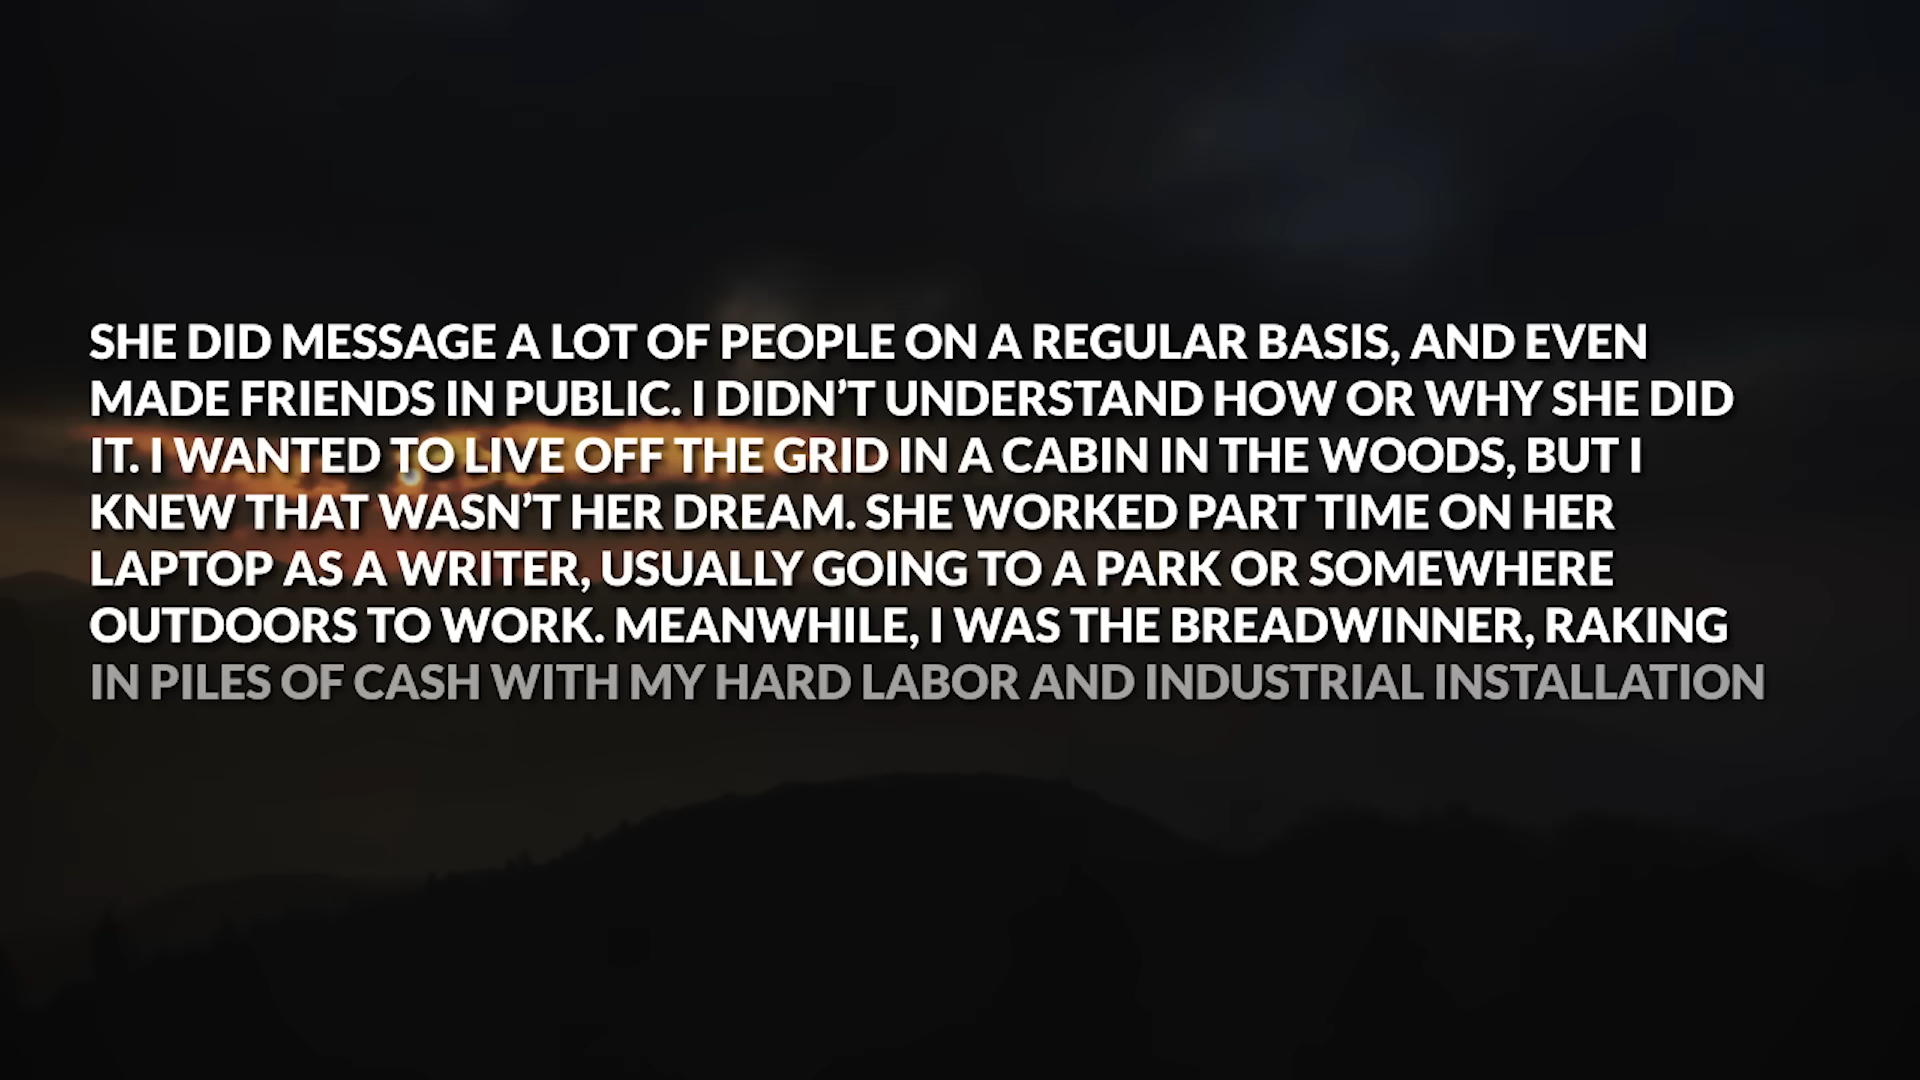 SHE DID MESSAGE A LOT OF PEOPLE ON A REGULAR BASIS, AND EVEN
MADE FRIENDS IN PUBLIC. I DIDN’T UNDERSTAND HOW OR WHY SHE DID
IT. I WANTED TO LIVE OFF THE GRID IN A CABIN IN THE WOODS, BUT I
KNEW THAT WASN’T HER DREAM. SHE WORKED PART TIME ON HER
LAPTOP AS A WRITER, USUALLY GOING TO A PARK OR SOMEWHERE
OUTDOORS TO WORK. MEANWHILE, I WAS THE BREADWINNER, RAKING
IN PILES OF CASH WITH MY HARD LABOR AND INDUSTRIAL INSTALLATION